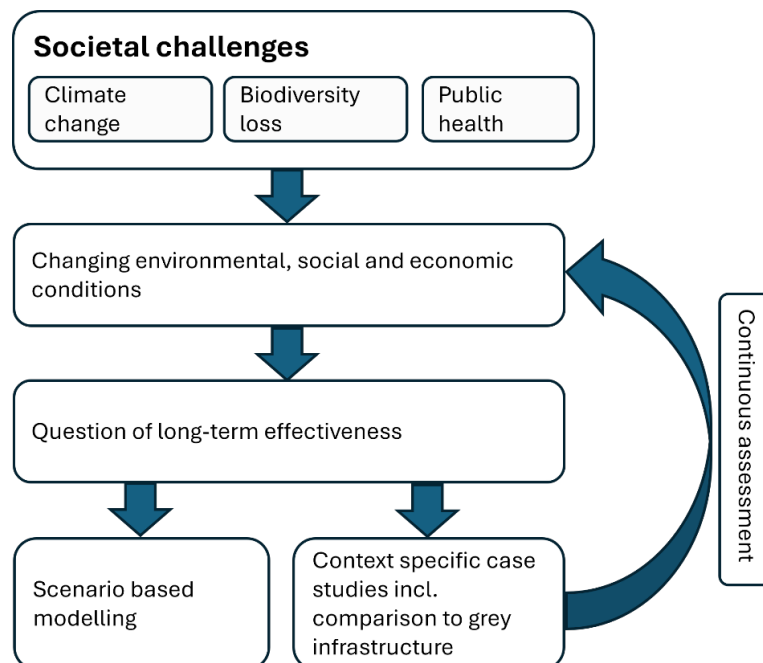 Societal challenges
Climate
change
Biodiversity
loss
Public
health
Changing environmental, social and economic
conditions
Question of long-term effectiveness
Scenario based
modelling
Context specific case
studies incl.
comparison to grey
infrastructure
Continuous assessment